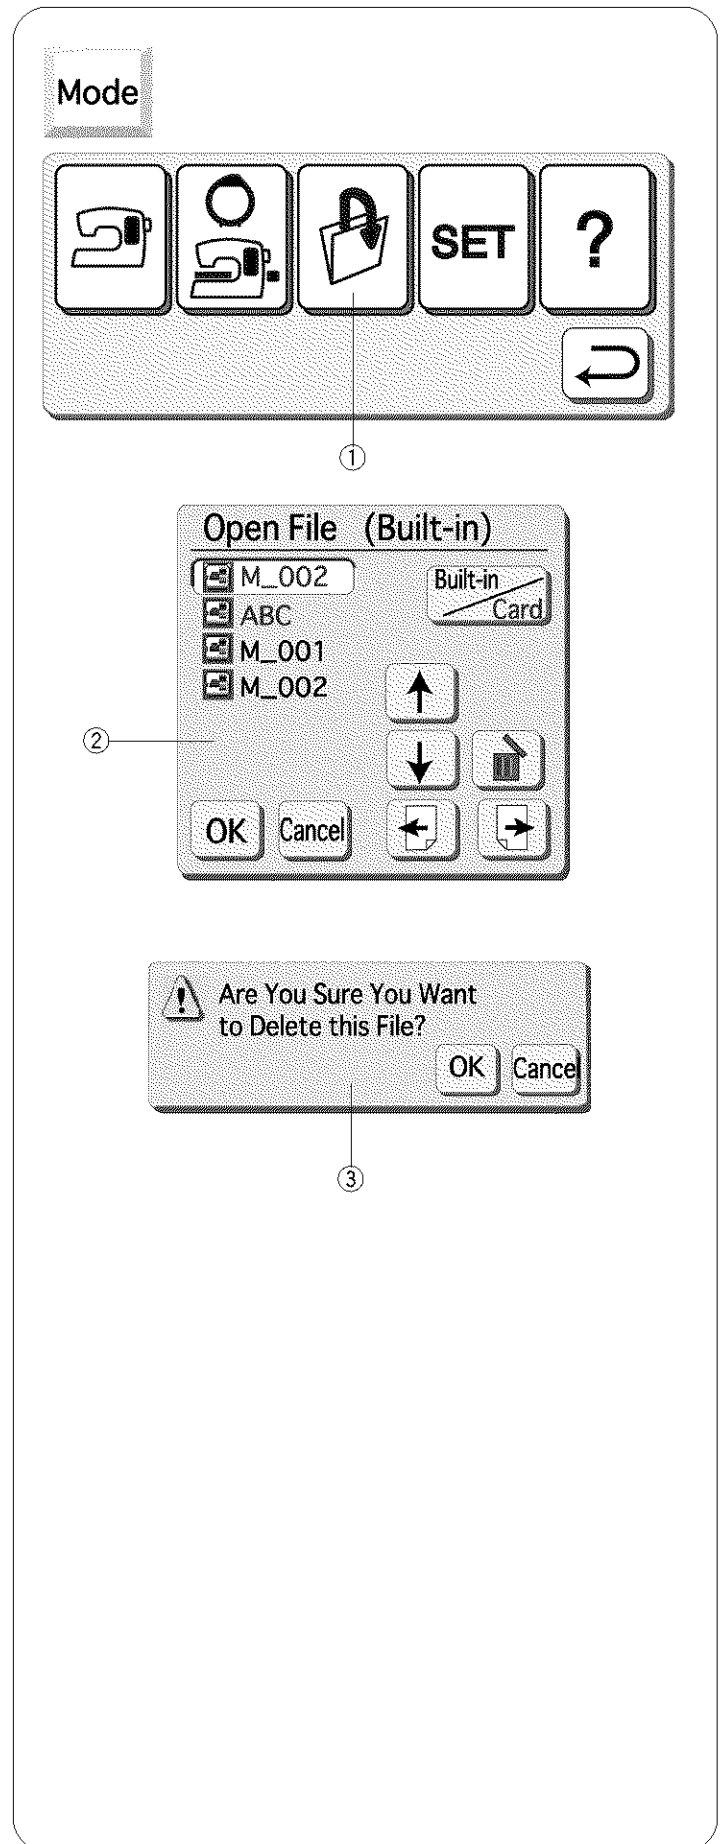 Mode
SET ?
①
Open File (Built-in)
M_002
Built-in
Card
ABC
M_001
M_002
②
OK Cancel
③
Are You Sure You Want
to Delete this File?
OK Cance